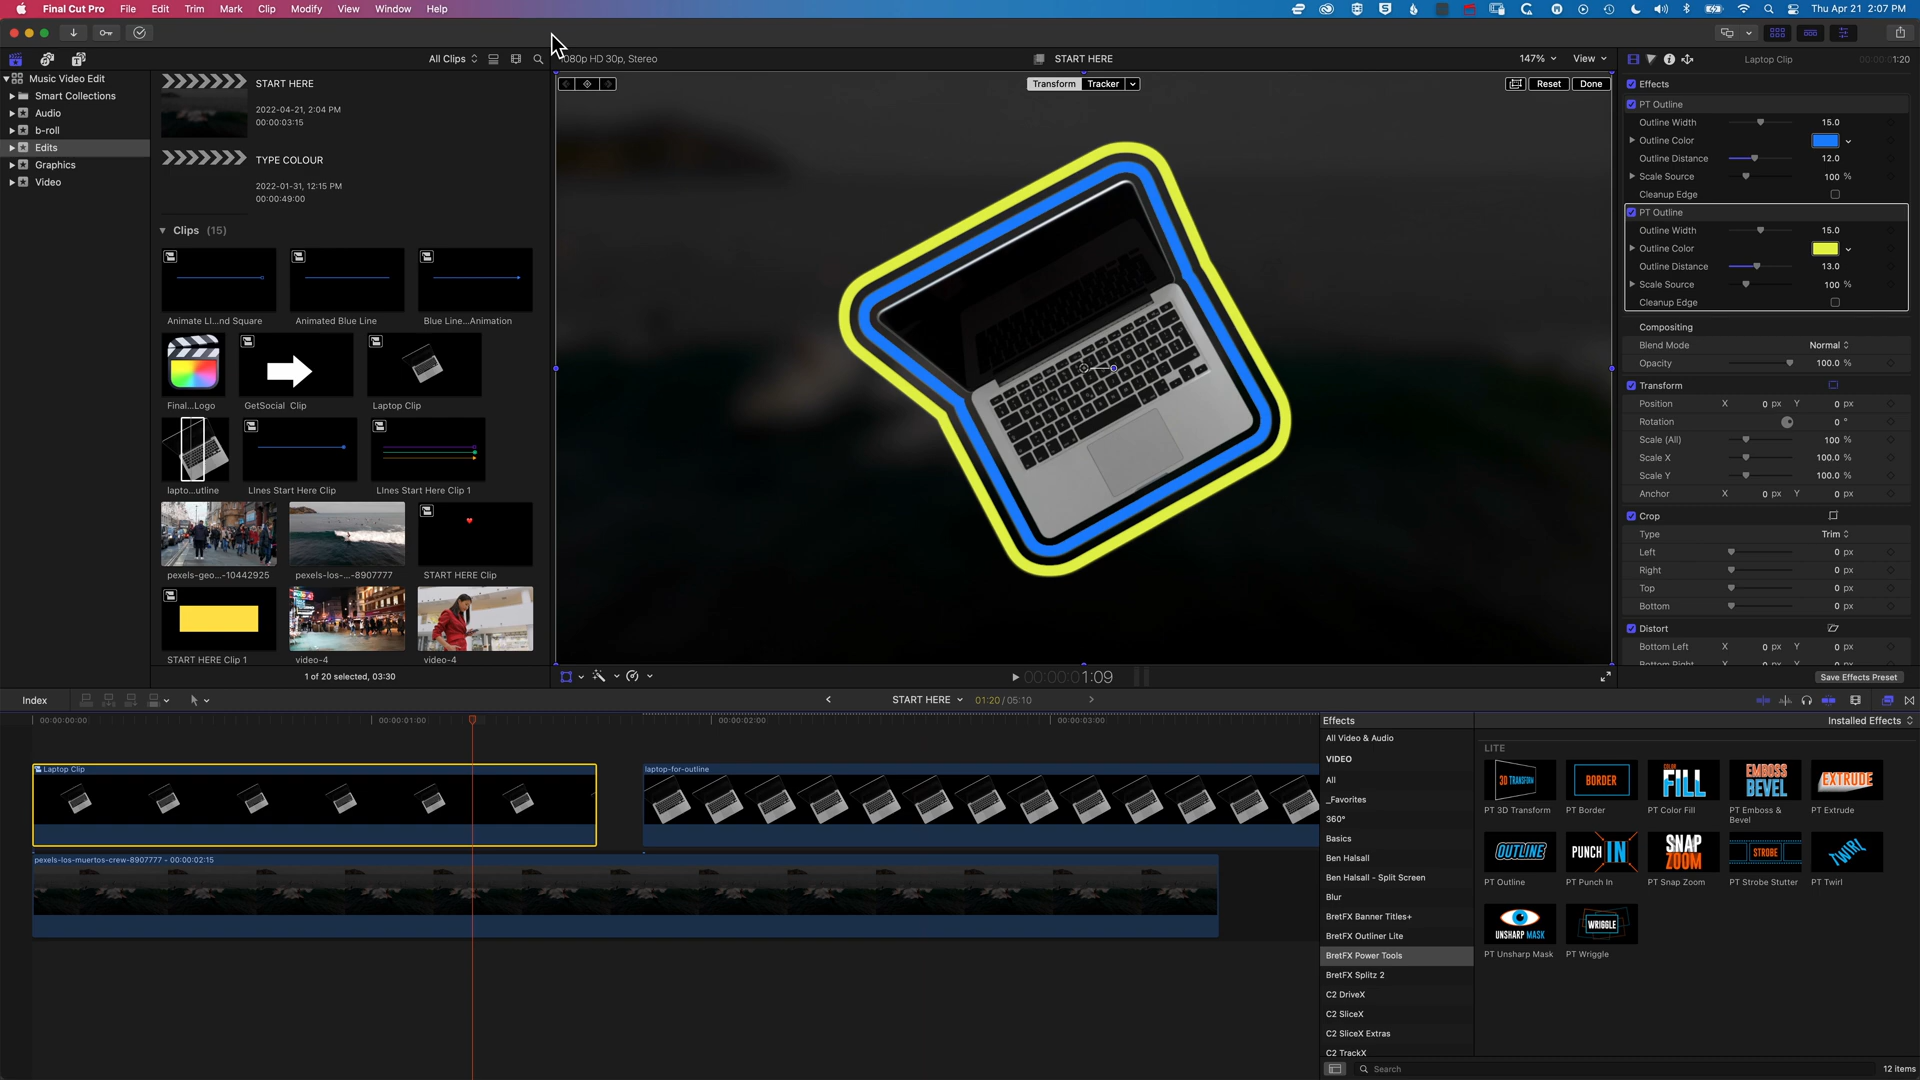 Final Cut Pro File Edit Trim Mark Clip Modify View Window Help
Thu Apr 21 2:07 PM
All Clips
1080p HD 30p, Stereo
START HERE
147%
View
Laptop Clip
1:20
Music Video Edit
Smart Collections
Audio
b-roll
Edits
Graphics
Video
START HERE
2022-04-21, 2:04 PM
00:00:03:15
TYPE COLOUR
2022-01-31, 12:15 PM
00:00:49:00
Clips (15)
Animate LI...nd Square
Animated Blue Line
Blue Line...Animation
Final...Logo
GetSocial Clip
Laptop Clip
lapto...utline
LInes Start Here Clip
LInes Start Here Clip 1
pexels-geo...-10442925
pexels-los-...-8907777
START HERE Clip
START HERE Clip 1
video-4
video-4
1 of 20 selected, 03:30
Transform Tracker
Reset
Done
00:00:01:09
Effects
PT Outline
Outline Width 15.0
Outline Color
Outline Distance 12.0
Scale Source 100 %
Cleanup Edge
PT Outline
Outline Width 15.0
Outline Color
Outline Distance 13.0
Scale Source 100 %
Cleanup Edge
Compositing
Blend Mode Normal
Opacity 100.0 %
Transform
Position X 0 px Y 0 px
Rotation 0 °
Scale (All) 100 %
Scale X 100.0 %
Scale Y 100.0 %
Anchor X 0 px Y 0 px
Crop
Type Trim
Left 0 px
Right 0 px
Top 0 px
Bottom 0 px
Distort
Bottom Left X 0 px Y 0 px
Bottom Right X 0 px Y 0 px
Save Effects Preset
Index
START HERE
01:20 / 05:10
00:00:00:00
00:00:01:00
00:00:02:00
00:00:03:00
Laptop Clip
laptop-for-outline
pexels-los-muertos-crew-8907777 - 00:00:02:15
Effects
Installed Effects
All Video & Audio
VIDEO
All
_Favorites
360°
Basics
Ben Halsall
Ben Halsall - Split Screen
Blur
BretFX Banner Titles+
BretFX Outliner Lite
BretFX Power Tools
BretFX Splitz 2
C2 DriveX
C2 SliceX
C2 SliceX Extras
C2 TrackX
LITE
3D TRANSFORM
BORDER
COLOR FILL
EMBOSS BEVEL
EXTRUDE
PT 3D Transform
PT Border
PT Color Fill
PT Emboss & Bevel
PT Extrude
OUTLINE
PUNCH IN
SNAP ZOOM
STROBE
TWIRL
PT Outline
PT Punch In
PT Snap Zoom
PT Strobe Stutter
PT Twirl
UNSHARP MASK
WRIGGLE
PT Unsharp Mask
PT Wriggle
Search
12 items